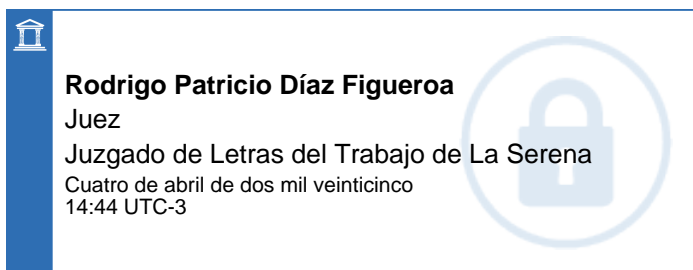 Rodrigo Patricio Díaz Figueroa
Juez
Juzgado de Letras del Trabajo de La Serena
Cuatro de abril de dos mil veinticinco
14:44 UTC-3